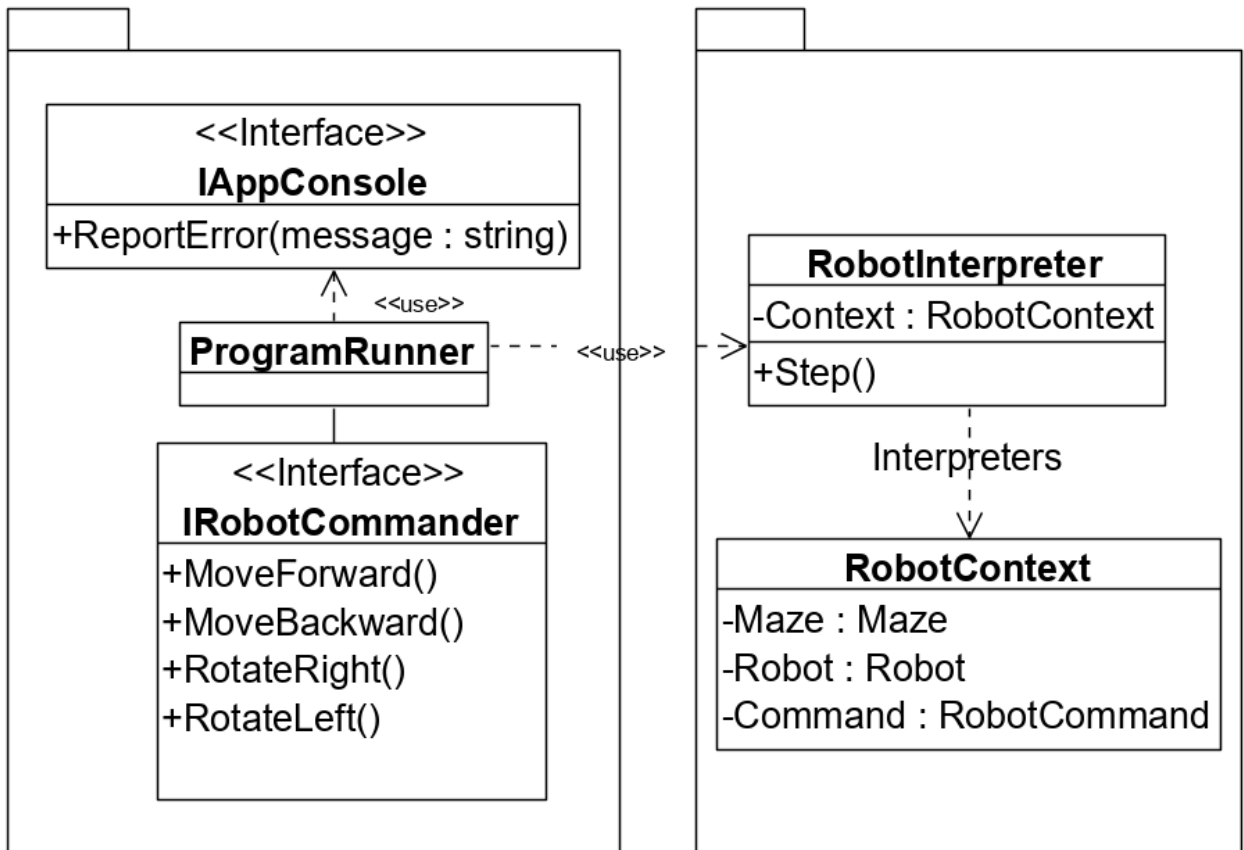 <<Interface>>
IAppConsole
+ReportError(message : string)
<<use>>
ProgramRunner
<<use>>
<<Interface>>
IRobotCommander
+MoveForward()
+MoveBackward()
+RotateRight()
+RotateLeft()
RobotInterpreter
-Context : RobotContext
+Step()
Interpreters
RobotContext
-Maze : Maze
-Robot : Robot
-Command : RobotCommand